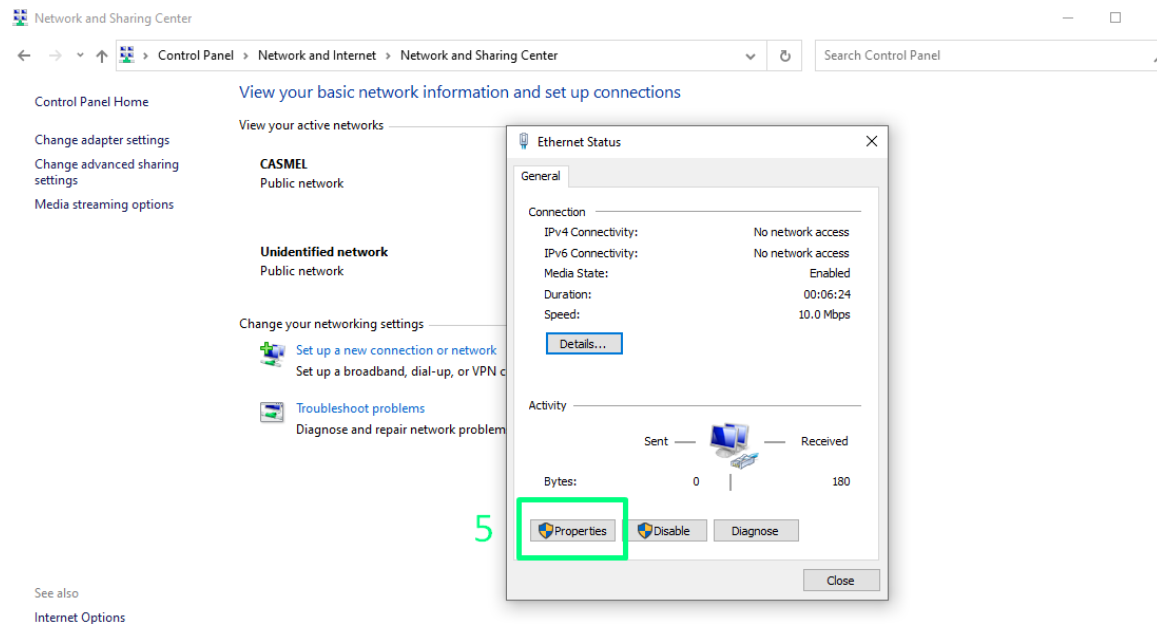 Network and Sharing Center
Control Panel > Network and Internet > Network and Sharing Center
Search Control Panel
Control Panel Home
Change adapter settings
Change advanced sharing
settings
Media streaming options
See also
Internet Options
View your basic network information and set up connections
View your active networks
CASMEL
Public network
Unidentified network
Public network
Change your networking settings
Set up a new connection or network
Set up a broadband, dial-up, or VPN c
Troubleshoot problems
Diagnose and repair network problem
Ethernet Status
General
Connection
IPv4 Connectivity: No network access
IPv6 Connectivity: No network access
Media State: Enabled
Duration: 00:06:24
Speed: 10.0 Mbps
Details...
Activity
Sent Received
Bytes: 0 180
5
Properties Disable Diagnose
Close